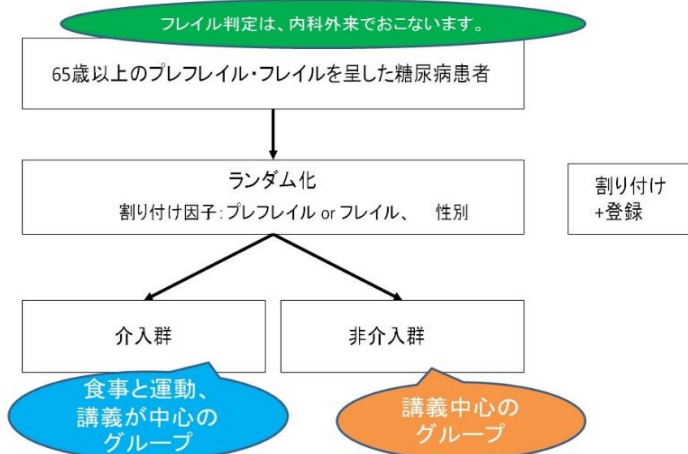 フレイル判定は、内科外来でおこないます。
65歳以上のプレフレイル・フレイルを呈した糖尿病患者
ランダム化
割り付け因子:プレフレイル or フレイル、 性別
割り付け
+登録
介入群
非介入群
食事と運動、
講義が中心の
グループ
講義中心の
グループ